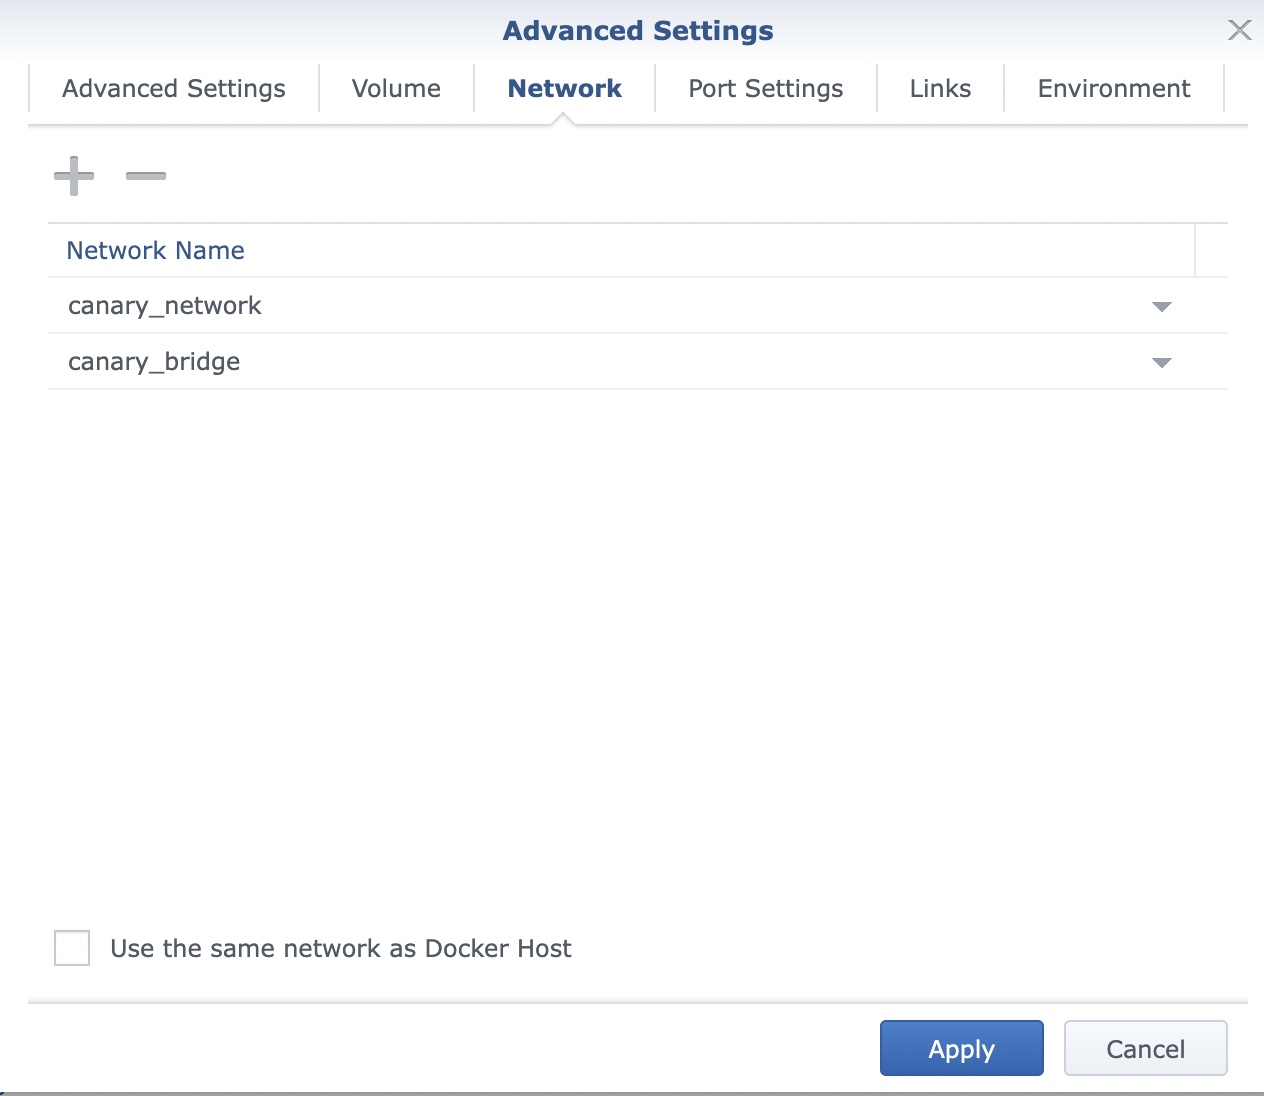 Advanced Settings
Advanced Settings Volume Network Port Settings Links Environment
Network Name
canary_network
canary_bridge
Use the same network as Docker Host
Apply Cancel